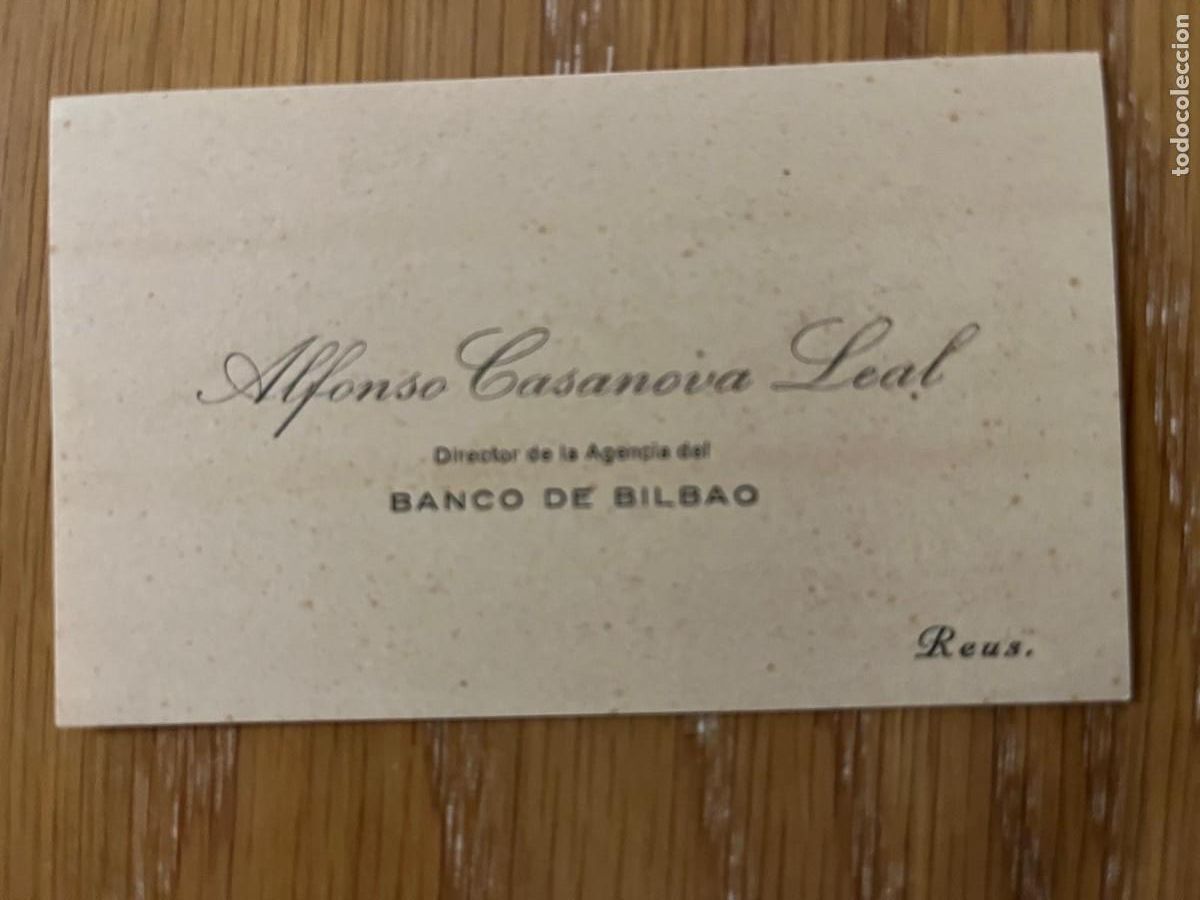 Alfonso Casanova Leal
Director de la Agencia del
BANCO DE BILBAO
Reus.
todocoleccion